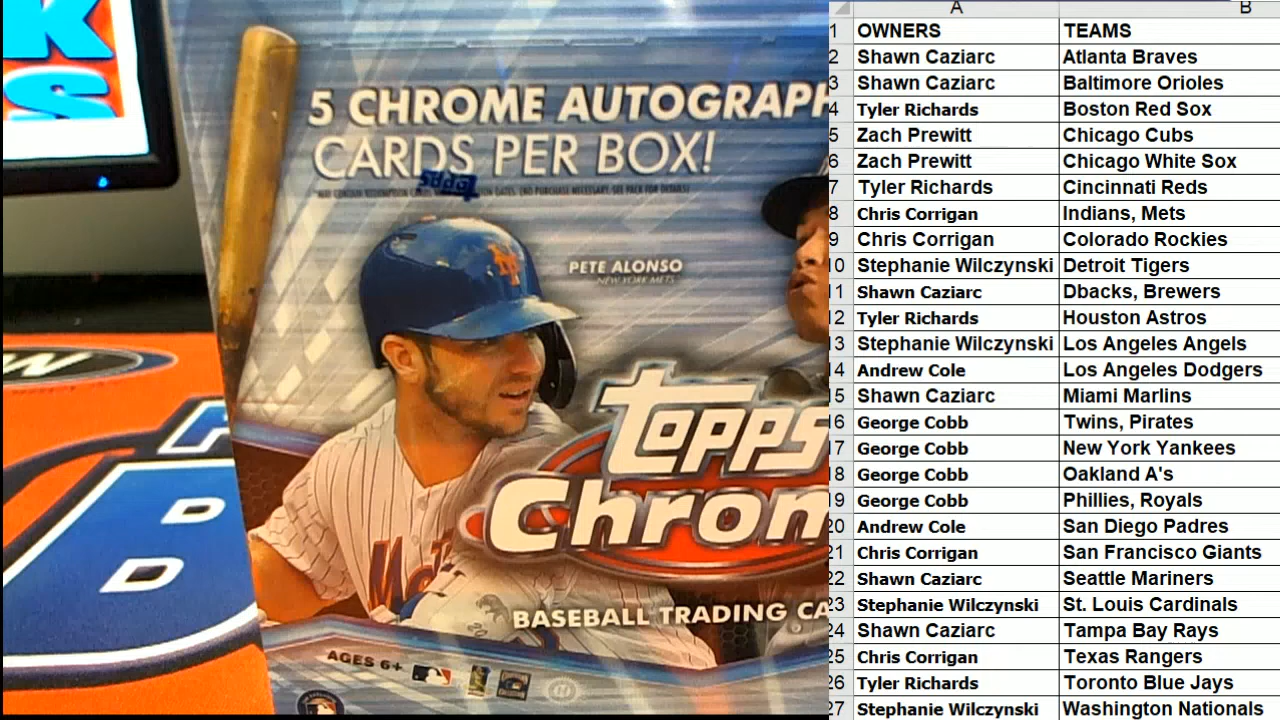 K
S
5 CHROME AUTOGRAPH
CARDS PER BOX!
PETE ALONSO
NEW YORK METS
Topps
Chrom
BASEBALL TRADING CA
AGES 6+
D
D
A B
1 OWNERS TEAMS
2 Shawn Caziarc Atlanta Braves
3 Shawn Caziarc Baltimore Orioles
4 Tyler Richards Boston Red Sox
5 Zach Prewitt Chicago Cubs
6 Zach Prewitt Chicago White Sox
7 Tyler Richards Cincinnati Reds
8 Chris Corrigan Indians, Mets
9 Chris Corrigan Colorado Rockies
10 Stephanie Wilczynski Detroit Tigers
11 Shawn Caziarc Dbacks, Brewers
12 Tyler Richards Houston Astros
13 Stephanie Wilczynski Los Angeles Angels
14 Andrew Cole Los Angeles Dodgers
15 Shawn Caziarc Miami Marlins
16 George Cobb Twins, Pirates
17 George Cobb New York Yankees
18 George Cobb Oakland A's
19 George Cobb Phillies, Royals
20 Andrew Cole San Diego Padres
21 Chris Corrigan San Francisco Giants
22 Shawn Caziarc Seattle Mariners
23 Stephanie Wilczynski St. Louis Cardinals
24 Shawn Caziarc Tampa Bay Rays
25 Chris Corrigan Texas Rangers
26 Tyler Richards Toronto Blue Jays
27 Stephanie Wilczynski Washington Nationals